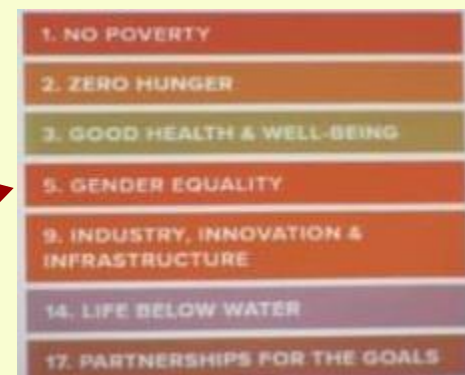 1. NO POVERTY
2. ZERO HUNGER
3. GOOD HEALTH & WELL-BEING
5. GENDER EQUALITY
9. INDUSTRY, INNOVATION &
INFRASTRUCTURE
14. LIFE BELOW WATER
17. PARTNERSHIPS FOR THE GOALS